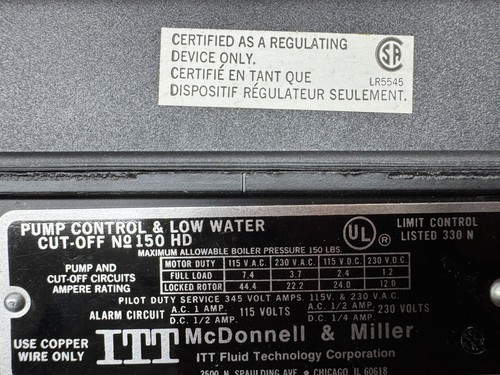 CERTIFIED AS A REGULATING
DEVICE ONLY.
CERTIFIÉ EN TANT QUE
DISPOSITIF RÉGULATEUR SEULEMENT.
SA
LR5545
PUMP CONTROL & LOW WATER
CUT-OFF Nº 150 HD
UL ®
LIMIT CONTROL
LISTED 330 N
MAXIMUM ALLOWABLE BOILER PRESSURE 150 LBS.
PUMP AND
CUT-OFF CIRCUITS
AMPERE RATING
MOTOR DUTY 115 V.A.C. 230 V.A.C. 115 V.D.C. 230 V.D.C.
FULL LOAD 7.4 3.7 2.4 1.2
LOCKED ROTOR 44.4 22.2 24.0 12.0
PILOT DUTY SERVICE 345 VOLT AMPS. 115V. & 230 V.A.C.
ALARM CIRCUIT A.C. 1 AMP. 115 VOLTS A.C. 1/2 AMP. 230 VOLTS
D.C. 1/2 AMP. D.C. 1/4 AMP.
USE COPPER
WIRE ONLY
ITT McDonnell & Miller
ITT Fluid Technology Corporation
3500 N. SPAULDING AVE. CHICAGO, IL 60618